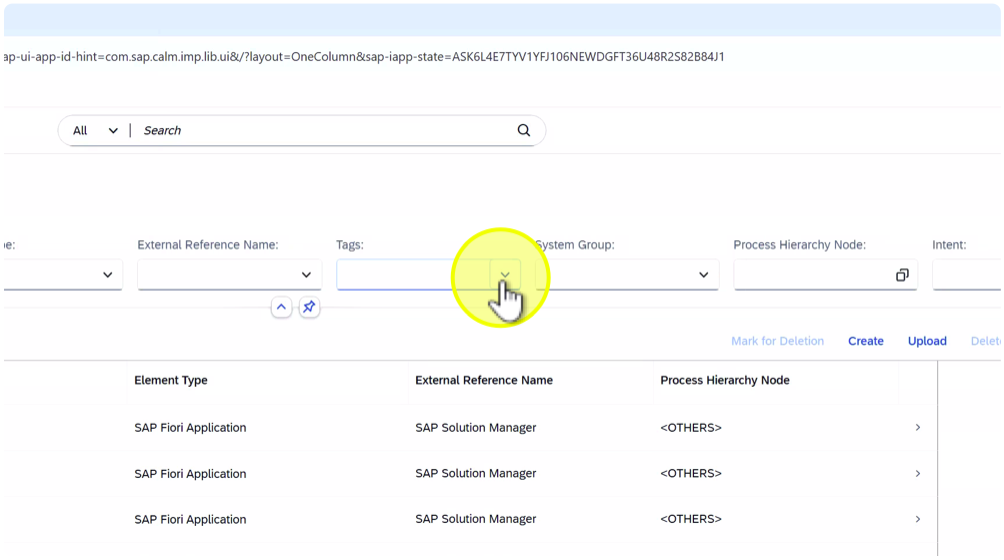 ap-ui-app-id-hint=com.sap.calm.imp.lib.ui&/?layout=OneColumn&sap-iapp-state=ASK6L4E7TYV1YFJ106NEWDGFT36U48R2S82B84J1
All Search
pe: External Reference Name: Tags: System Group: Process Hierarchy Node: Intent:
Mark for Deletion Create Upload Delete
Element Type External Reference Name Process Hierarchy Node
SAP Fiori Application SAP Solution Manager <OTHERS>
SAP Fiori Application SAP Solution Manager <OTHERS>
SAP Fiori Application SAP Solution Manager <OTHERS>